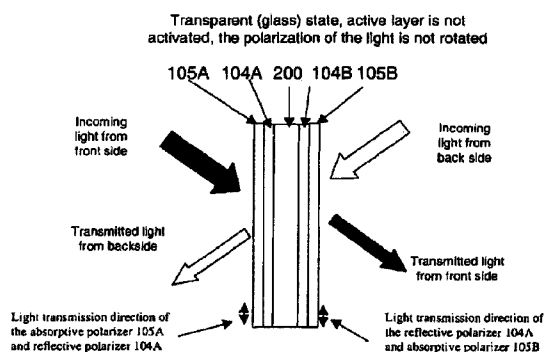 Transparent (glass) state, active layer is not
activated, the polarization of the light is not rotated
105A 104A 200 104B 105B
Incoming
light from
front side
Incoming
light from
back side
Transmitted light
from backside
Transmitted light
from front side
Light transmission direction of
the absorptive polarizer 105A
and reflective polarizer 104A
Light transmission direction of
the reflective polarizer 104A
and absorptive polarizer 105B